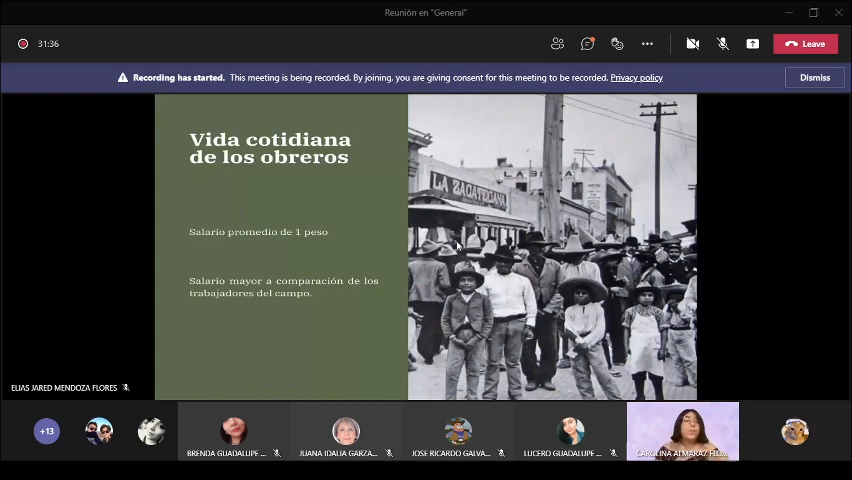 Reunión en "General"
31:36
Leave
Recording has started. This meeting is being recorded. By joining, you are giving consent for this meeting to be recorded. Privacy policy
Dismiss
Vida cotidiana
de los obreros
Salario promedio de 1 peso
Salario mayor a comparación de los
trabajadores del campo.
LA ZACATECANA
ELIAS JARED MENDOZA FLORES
+13
BRENDA GUADALUPE ...
JUANA IDALIA GARZA...
JOSE RICARDO GALVA...
LUCERO GUADALUPE ...
CAROLINA ALMARAZ FLO...